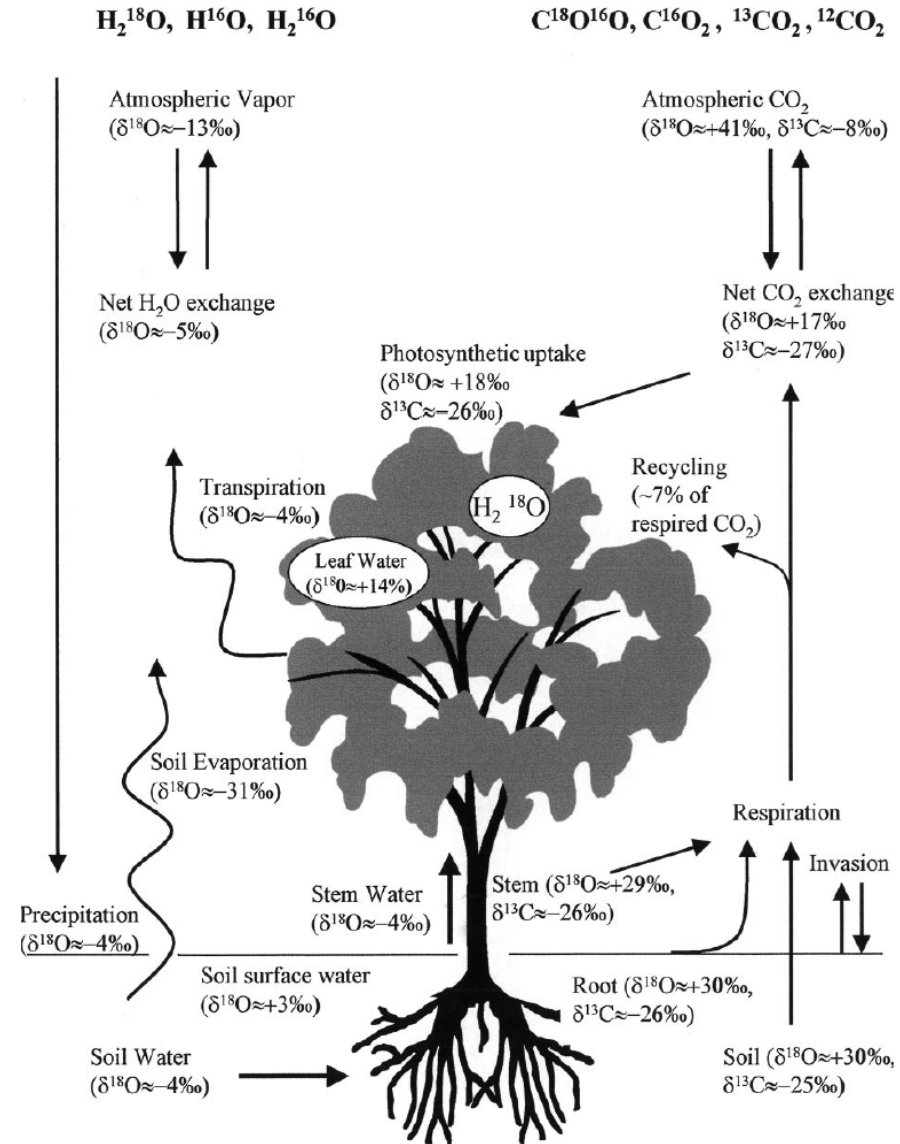 H₂¹⁸O, H¹⁶O, H₂¹⁶O
C¹⁸O¹⁶O, C¹⁶O₂, ¹³CO₂, ¹²CO₂
Atmospheric Vapor
(δ¹⁸O≈−13‰)
Atmospheric CO₂
(δ¹⁸O≈+41‰, δ¹³C≈−8‰)
Net H₂O exchange
(δ¹⁸O≈−5‰)
Net CO₂ exchange
(δ¹⁸O≈+17‰
δ¹³C≈−27‰)
Photosynthetic uptake
(δ¹⁸O≈ +18‰
δ¹³C≈−26‰)
Transpiration
(δ¹⁸O≈−4‰)
H₂ ¹⁸O
Recycling
(~7% of
respired CO₂)
Leaf Water
(δ¹⁸0≈+14%)
Soil Evaporation
(δ¹⁸O≈−31‰)
Respiration
Invasion
Stem Water
(δ¹⁸O≈−4‰)
Stem (δ¹⁸O≈+29‰,
δ¹³C≈−26‰)
Precipitation
(δ¹⁸O≈−4‰)
Soil surface water
(δ¹⁸O≈+3‰)
Root (δ¹⁸O≈+30‰,
δ¹³C≈−26‰)
Soil Water
(δ¹⁸O≈−4‰)
Soil (δ¹⁸O≈+30‰,
δ¹³C≈−25‰)